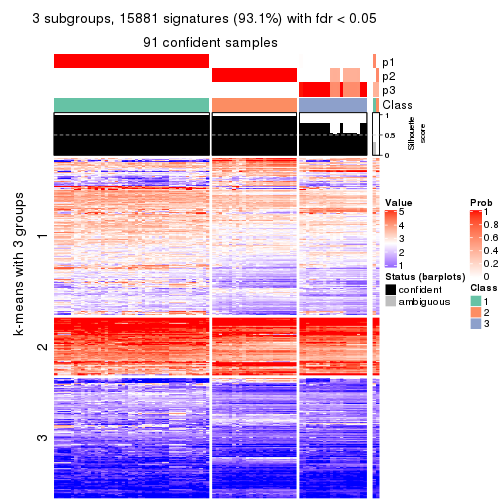 3 subgroups, 15881 signatures (93.1%) with fdr < 0.05
91 confident samples
p1
p2
p3
Class
1
0.5
0
Silhouette
score
k-means with 3 groups
1
2
3
Value
5
4
3
2
1
Status (barplots)
confident
ambiguous
Prob
1
0.8
0.6
0.4
0.2
0
Class
1
2
3